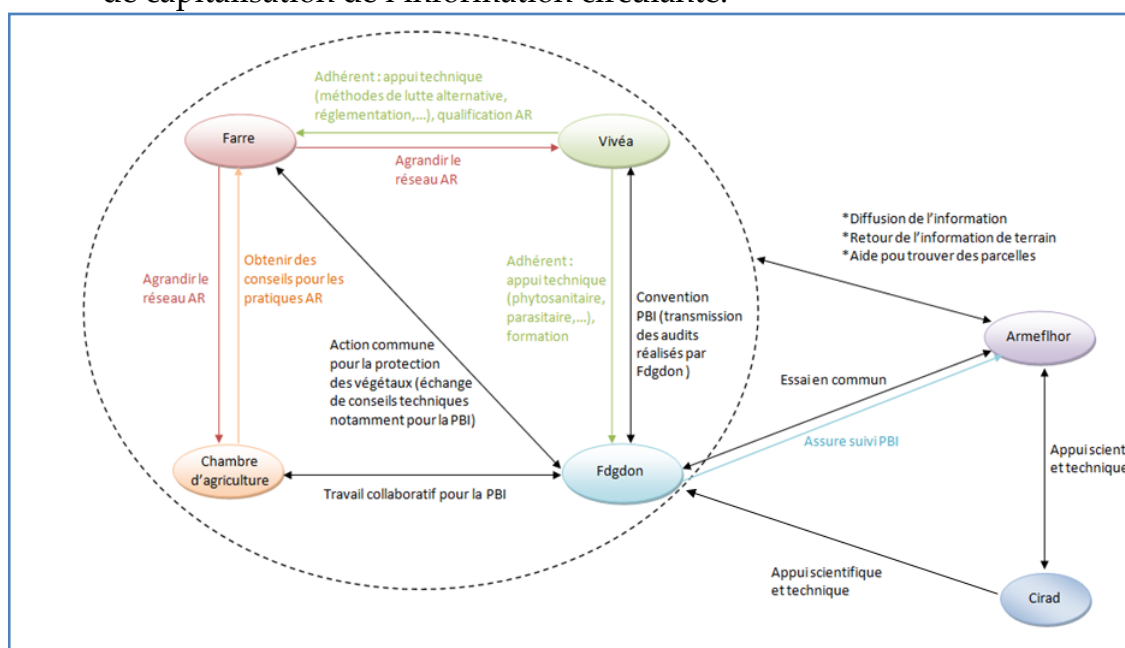 de capitalisation de l'information circulante.
Adhérent : appui technique
(méthodes de lutte alternative,
réglementation,...), qualification AR
Farre
Vivéa
Agrandir le
réseau AR
*Diffusion de l'information
*Retour de l'information de terrain
*Aide pou trouver des parcelles
Agrandir le
réseau AR
Obtenir des
conseils pour les
pratiques AR
Adhérent :
appui technique
(phytosanitaire,
parasitaire,...),
formation
Convention
PBI (transmission
des audits
réalisés par
Fdgdon )
Action commune
pour la protection
des végétaux (échange
de conseils techniques
notamment pour la PBI)
Armeflhor
Essai en commun
Assure suivi PBI
Chambre
d'agriculture
Fdgdon
Travail collaboratif pour la PBI
Appui scient
et technique
Appui scientifique
et technique
Cirad